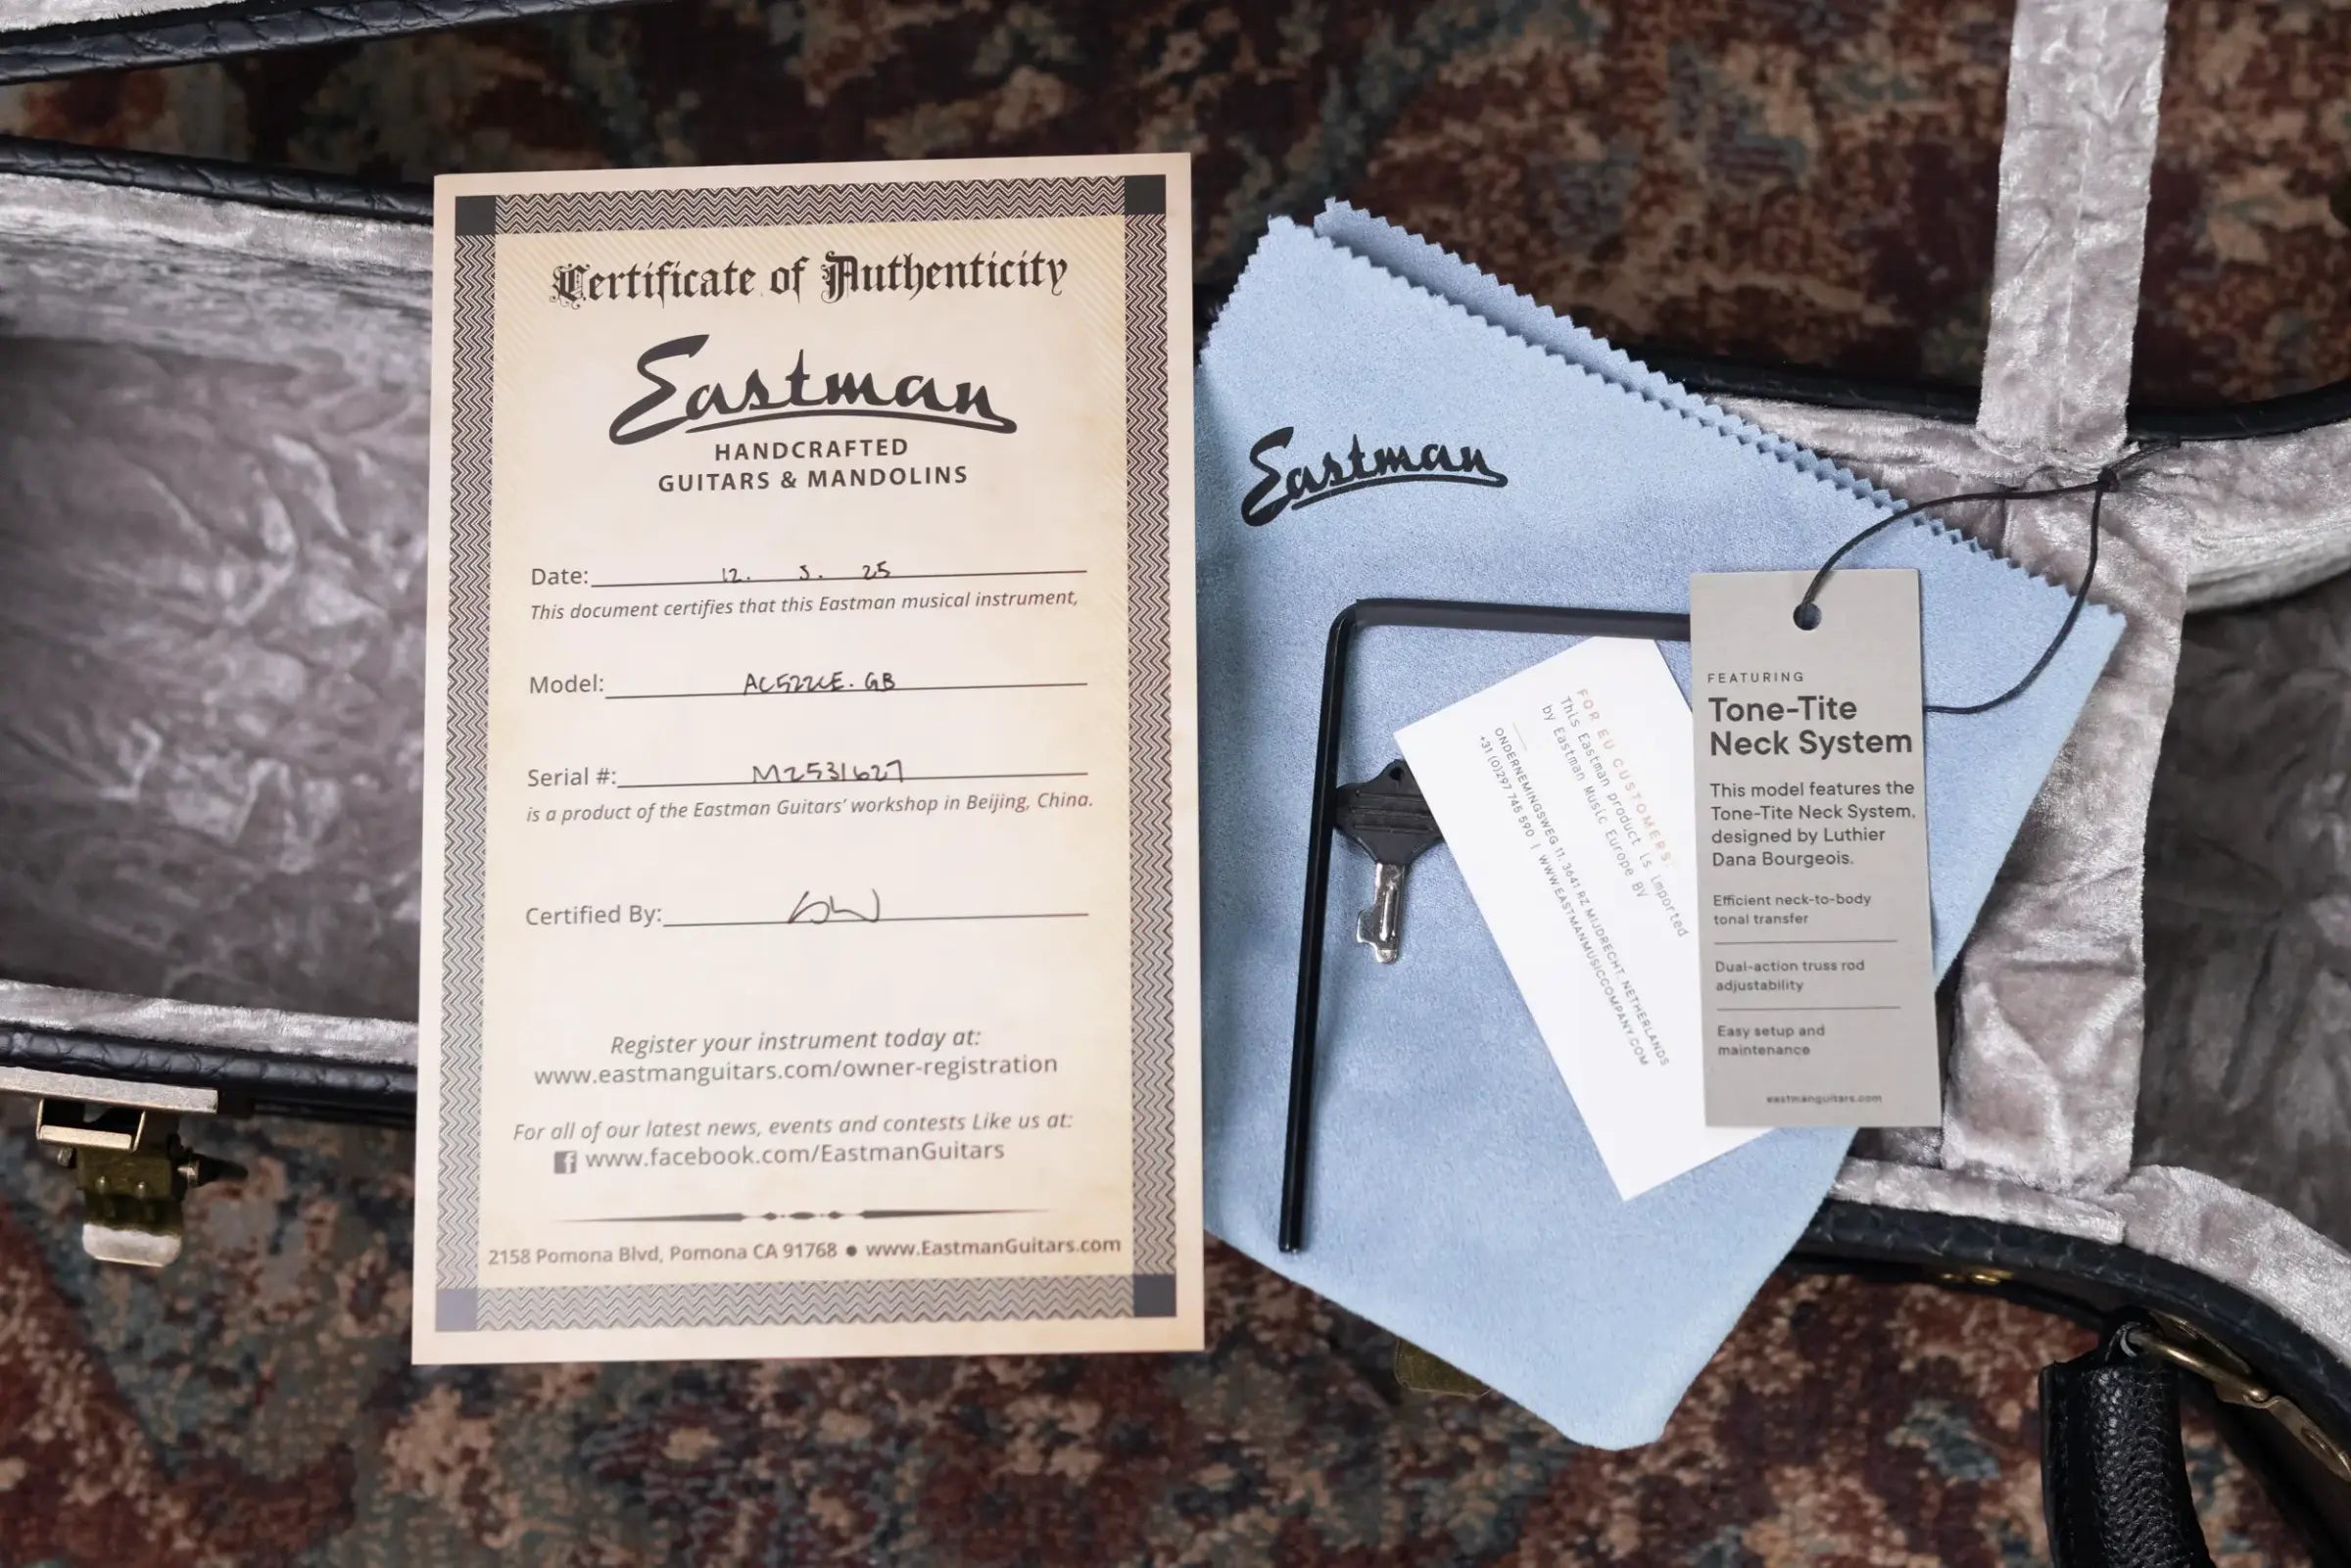 Certificate of Authenticity
Eastman
HANDCRAFTED
GUITARS & MANDOLINS
Date: 12. 3. 25
This document certifies that this Eastman musical instrument,
Model: AC522CE-GB
Serial #: M2531627
is a product of the Eastman Guitars' workshop in Beijing, China.
Certified By:
Register your instrument today at:
www.eastmanguitars.com/owner-registration
For all of our latest news, events and contests Like us at:
www.facebook.com/EastmanGuitars
2158 Pomona Blvd, Pomona CA 91768 ● www.EastmanGuitars.com
Eastman
FOR EU CUSTOMERS:
This Eastman product is imported
by Eastman Music Europe BV
ONDERNEMINGSWEG 11, 3641 RZ MIJDRECHT, NETHERLANDS
+31 (0)297 745 590 | WWW.EASTMANMUSICCOMPANY.COM
FEATURING
Tone-Tite
Neck System
This model features the
Tone-Tite Neck System,
designed by Luthier
Dana Bourgeois.
Efficient neck-to-body
tonal transfer
Dual-action truss rod
adjustability
Easy setup and
maintenance
eastmanguitars.com